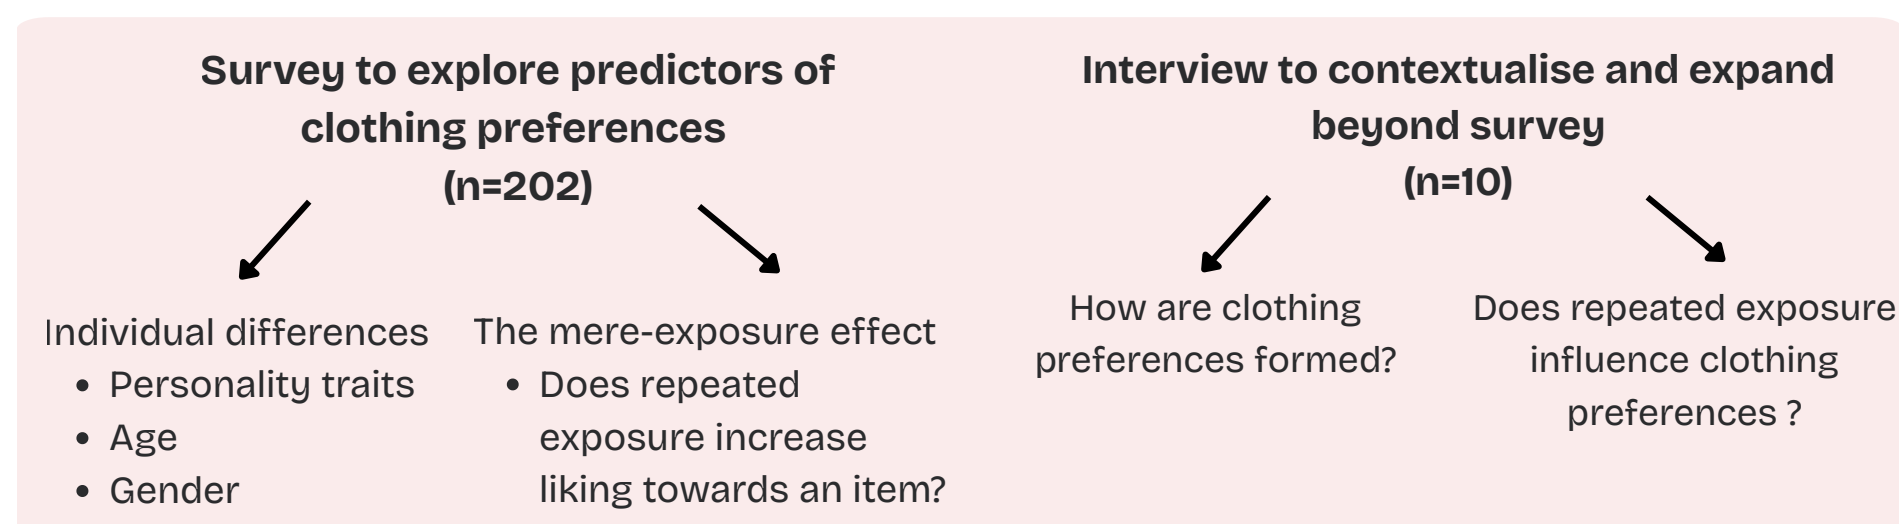 Survey to explore predictors of
clothing preferences
(n=202)
Individual differences
• Personality traits
• Age
• Gender
The mere-exposure effect
• Does repeated
exposure increase
liking towards an item?
Interview to contextualise and expand
beyond survey
(n=10)
How are clothing
preferences formed?
Does repeated exposure
influence clothing
preferences ?